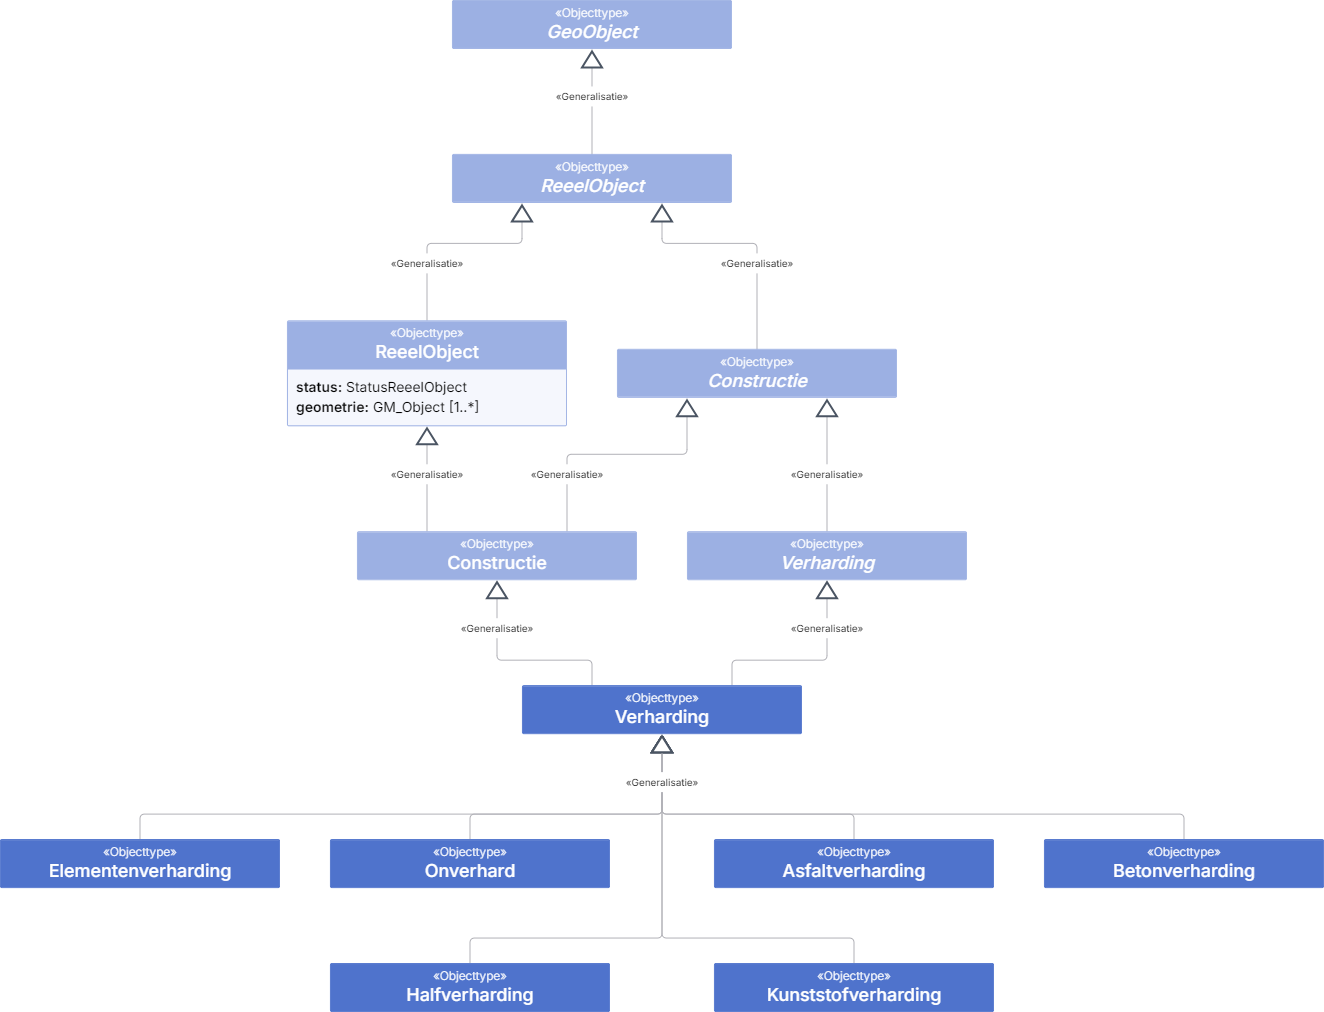 «Objecttype»
GeoObject
«Generalisatie»
«Objecttype»
ReeelObject
«Generalisatie»
«Generalisatie»
«Objecttype»
ReeelObject
status: StatusReeelObject
geometrie: GM_Object [1..*]
«Objecttype»
Constructie
«Generalisatie»
«Generalisatie»
«Generalisatie»
«Objecttype»
Constructie
«Objecttype»
Verharding
«Generalisatie»
«Generalisatie»
«Objecttype»
Verharding
«Generalisatie»
«Objecttype»
Elementenverharding
«Objecttype»
Onverhard
«Objecttype»
Asfaltverharding
«Objecttype»
Betonverharding
«Objecttype»
Halfverharding
«Objecttype»
Kunststofverharding